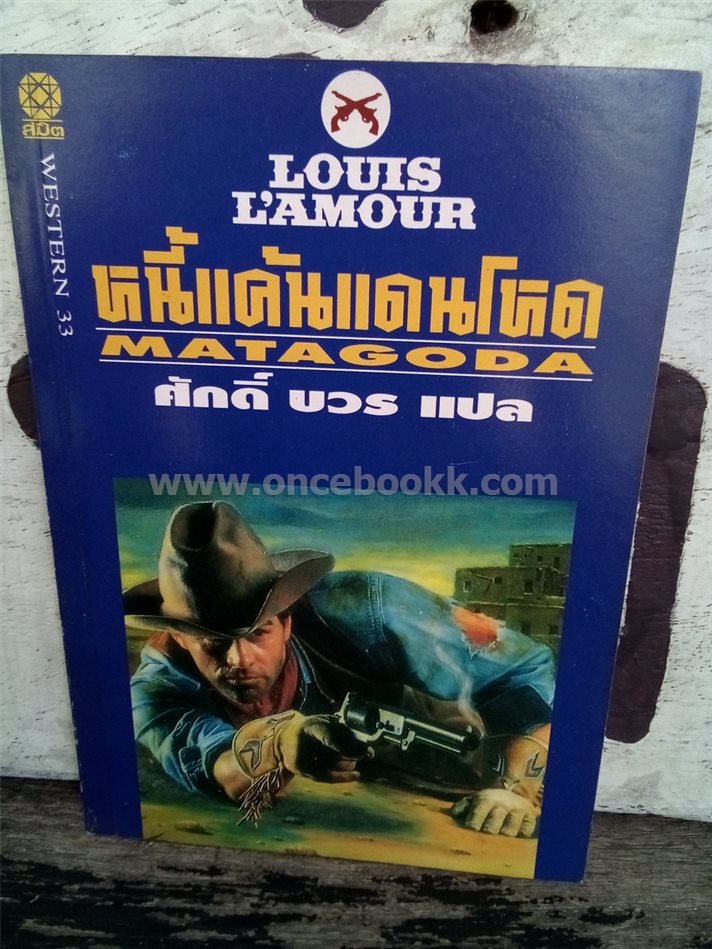 สมิต
WESTERN 33
LOUIS
L'AMOUR
หนี้แค้นแดนโหด
MATAGODA
ศักดิ์ บวร แปล
www.oncebookk.com